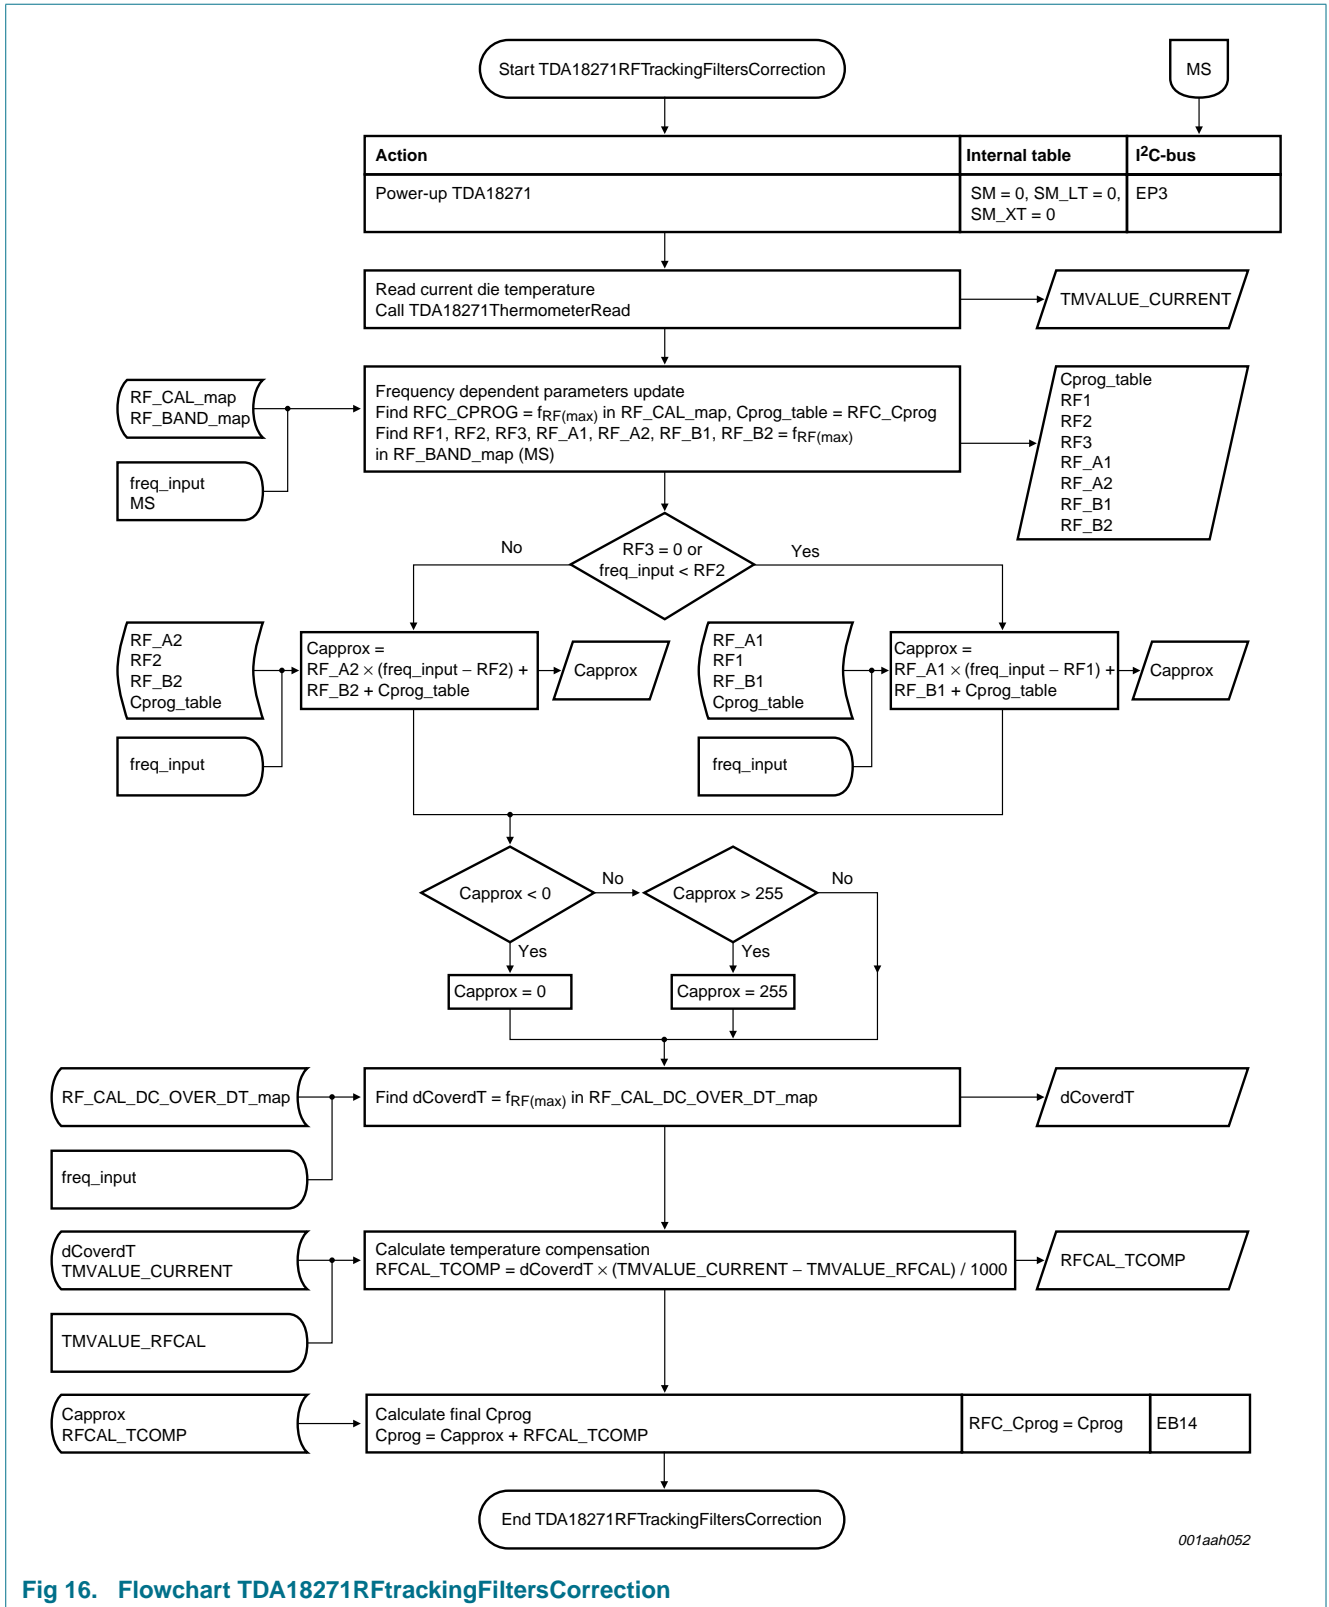 Start TDA18271RFTrackingFiltersCorrection
MS
Action
Internal table
I²C-bus
Power-up TDA18271
SM = 0, SM_LT = 0,
SM_XT = 0
EP3
Read current die temperature
Call TDA18271ThermometerRead
TMVALUE_CURRENT
RF_CAL_map
RF_BAND_map
freq_input
MS
Frequency dependent parameters update
Find RFC_CPROG = fRF(max) in RF_CAL_map, Cprog_table = RFC_Cprog
Find RF1, RF2, RF3, RF_A1, RF_A2, RF_B1, RF_B2 = fRF(max)
in RF_BAND_map (MS)
Cprog_table
RF1
RF2
RF3
RF_A1
RF_A2
RF_B1
RF_B2
No
RF3 = 0 or
freq_input < RF2
Yes
RF_A2
RF2
RF_B2
Cprog_table
freq_input
Capprox =
RF_A2 × (freq_input − RF2) +
RF_B2 + Cprog_table
Capprox
RF_A1
RF1
RF_B1
Cprog_table
freq_input
Capprox =
RF_A1 × (freq_input − RF1) +
RF_B1 + Cprog_table
Capprox
Capprox < 0
No
Capprox > 255
No
Yes
Yes
Capprox = 0
Capprox = 255
RF_CAL_DC_OVER_DT_map
freq_input
Find dCoverdT = fRF(max) in RF_CAL_DC_OVER_DT_map
dCoverdT
dCoverdT
TMVALUE_CURRENT
TMVALUE_RFCAL
Calculate temperature compensation
RFCAL_TCOMP = dCoverdT × (TMVALUE_CURRENT − TMVALUE_RFCAL) / 1000
RFCAL_TCOMP
Capprox
RFCAL_TCOMP
Calculate final Cprog
Cprog = Capprox + RFCAL_TCOMP
RFC_Cprog = Cprog
EB14
End TDA18271RFTrackingFiltersCorrection
001aah052
Fig 16. Flowchart TDA18271RFtrackingFiltersCorrection